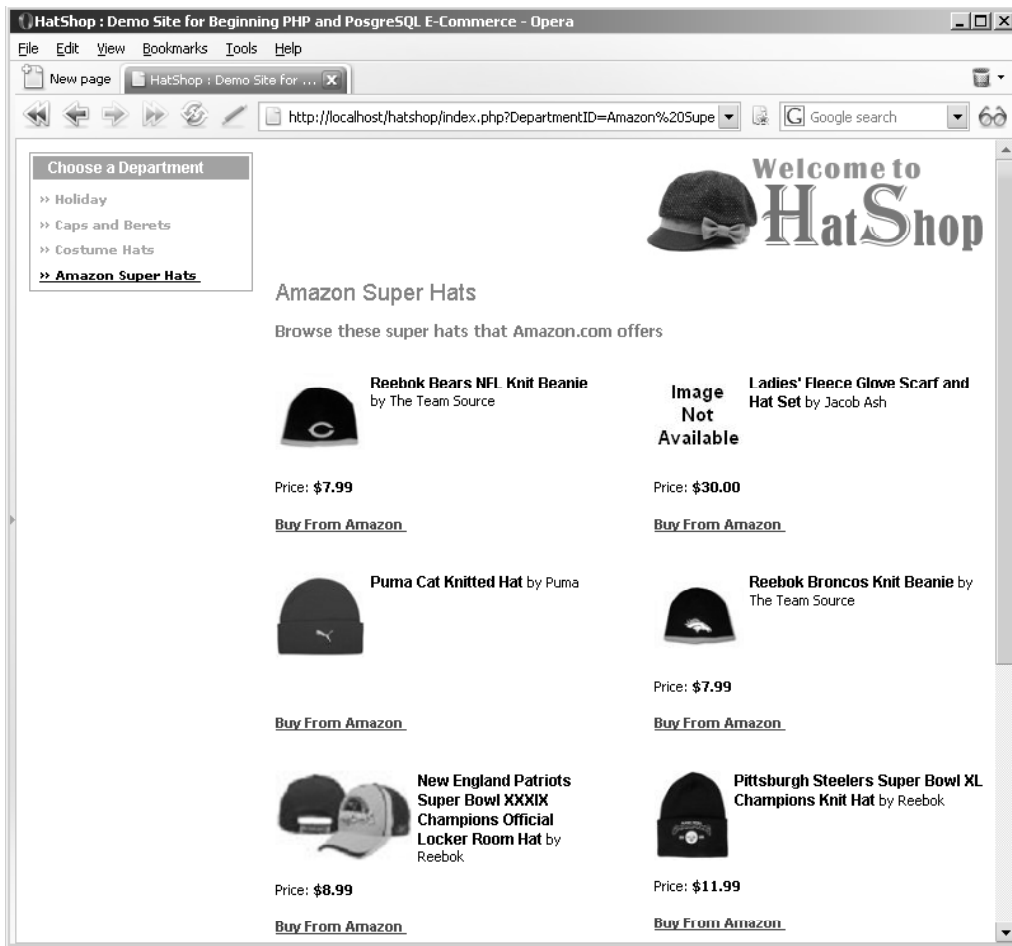 HatShop : Demo Site for Beginning PHP and PosgreSQL E-Commerce - Opera
File Edit View Bookmarks Tools Help
New page HatShop : Demo Site for ...
http://localhost/hatshop/index.php?DepartmentID=Amazon%20Supe G Google search
Choose a Department
» Holiday
» Caps and Berets
» Costume Hats
» Amazon Super Hats
Welcome to
HatShop
Amazon Super Hats
Browse these super hats that Amazon.com offers
Reebok Bears NFL Knit Beanie
by The Team Source
Price: $7.99
Buy From Amazon
Image
Not
Available
Ladies' Fleece Glove Scarf and
Hat Set by Jacob Ash
Price: $30.00
Buy From Amazon
Puma Cat Knitted Hat by Puma
Buy From Amazon
Reebok Broncos Knit Beanie by
The Team Source
Price: $7.99
Buy From Amazon
New England Patriots
Super Bowl XXXIX
Champions Official
Locker Room Hat by
Reebok
Price: $8.99
Buy From Amazon
Pittsburgh Steelers Super Bowl XL
Champions Knit Hat by Reebok
Price: $11.99
Buy From Amazon